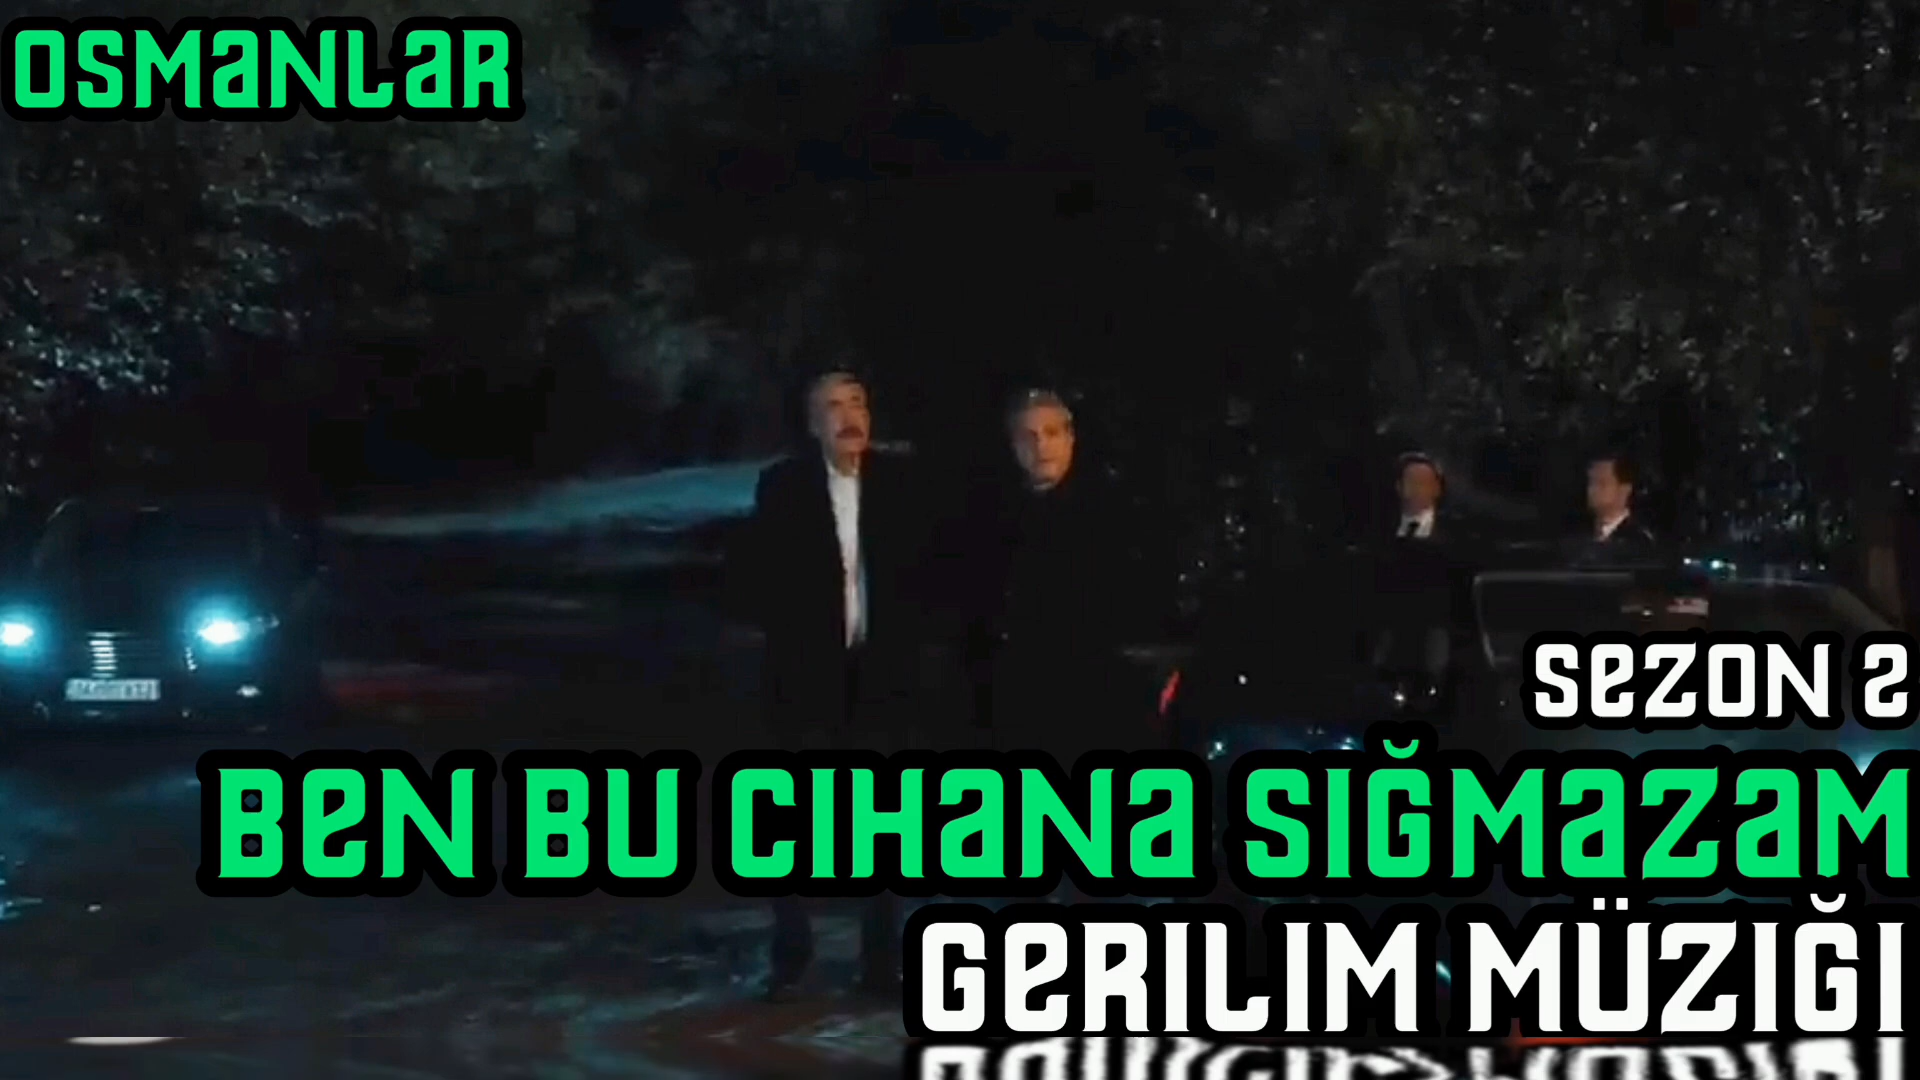 OSMANLAR
SEZON 2
BEN BU CIHANA SIĞMAZAM
GERILIM MÜZIĞI